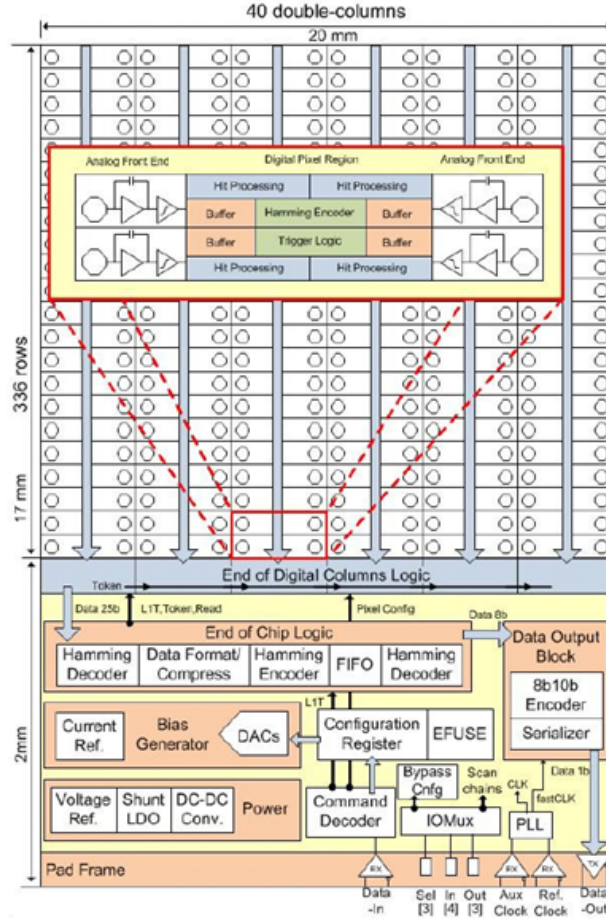 40 double-columns
20 mm
336 rows
17 mm
Analog Front End
Digital Pixel Region
Analog Front End
Hit Processing
Hit Processing
Buffer
Hamming Encoder
Buffer
Buffer
Trigger Logic
Buffer
Hit Processing
Hit Processing
2mm
End of Digital Columns Logic
Token
Data 25b
L1T,Token,Read
Pixel Config
Data 8b
End of Chip Logic
Hamming
Decoder
Data Format/
Compress
Hamming
Encoder
FIFO
Hamming
Decoder
Data Output
Block
8b10b
Encoder
Serializer
L1T
Current
Ref.
Bias
Generator
DACs
Configuration
Register
EFUSE
Voltage
Ref.
Shunt
LDO
DC-DC
Conv.
Power
Command
Decoder
Bypass
Cnfg
Scan
chains
IOMux
CLK
fastCLK
Data 1b
PLL
Pad Frame
RX
RX
RX
TX
Data
-In
Sel
[3]
In
[4]
Out
[3]
Aux
Clock
Ref.
Clock
Data
-Out